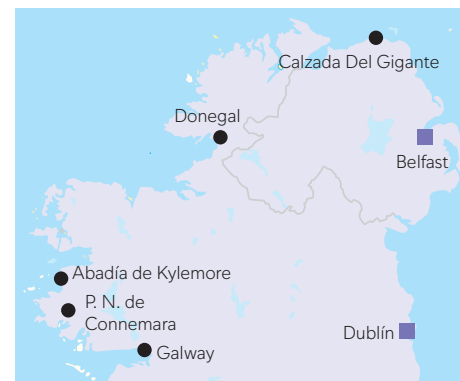 Calzada Del Gigante
Donegal
Belfast
Abadía de Kylemore
P. N. de
Connemara
Dublín
Galway